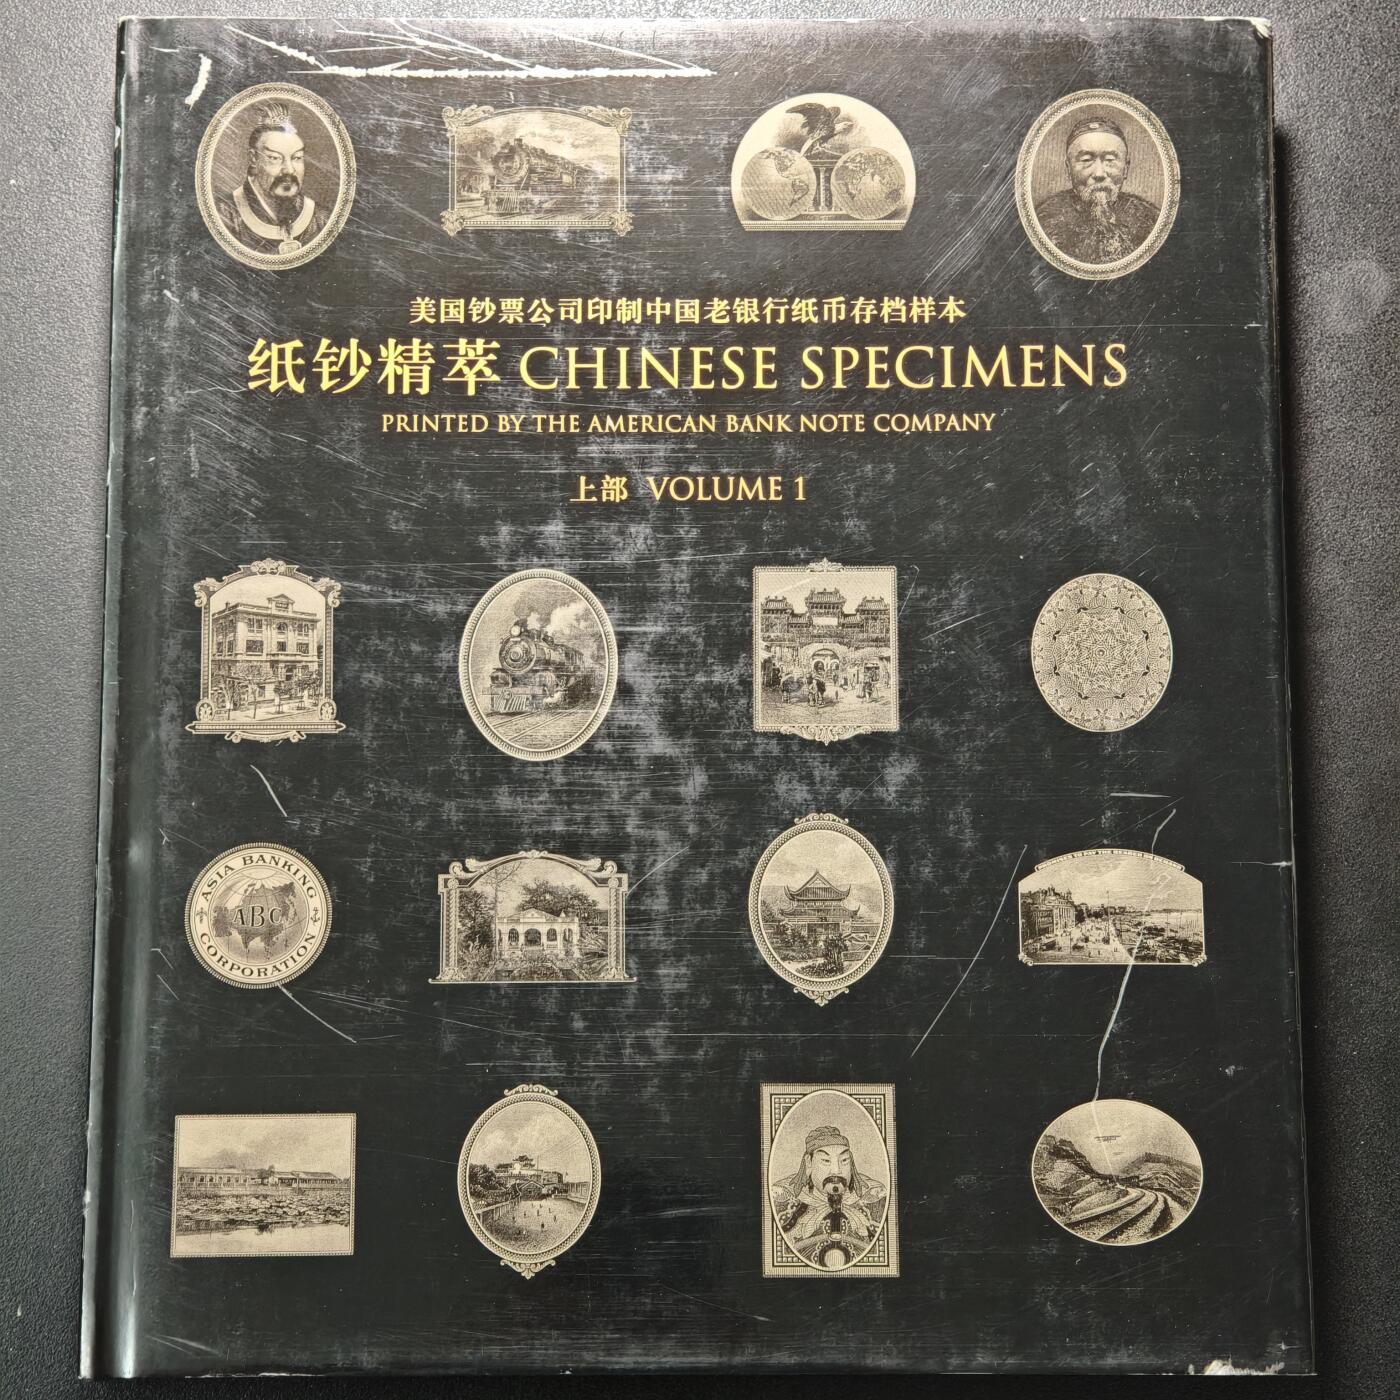 美国钞票公司印制中国老银行纸币存档样本
纸钞精萃 CHINESE SPECIMENS
PRINTED BY THE AMERICAN BANK NOTE COMPANY
上部 VOLUME 1
ASIA BANKING
ABC
CORPORATION